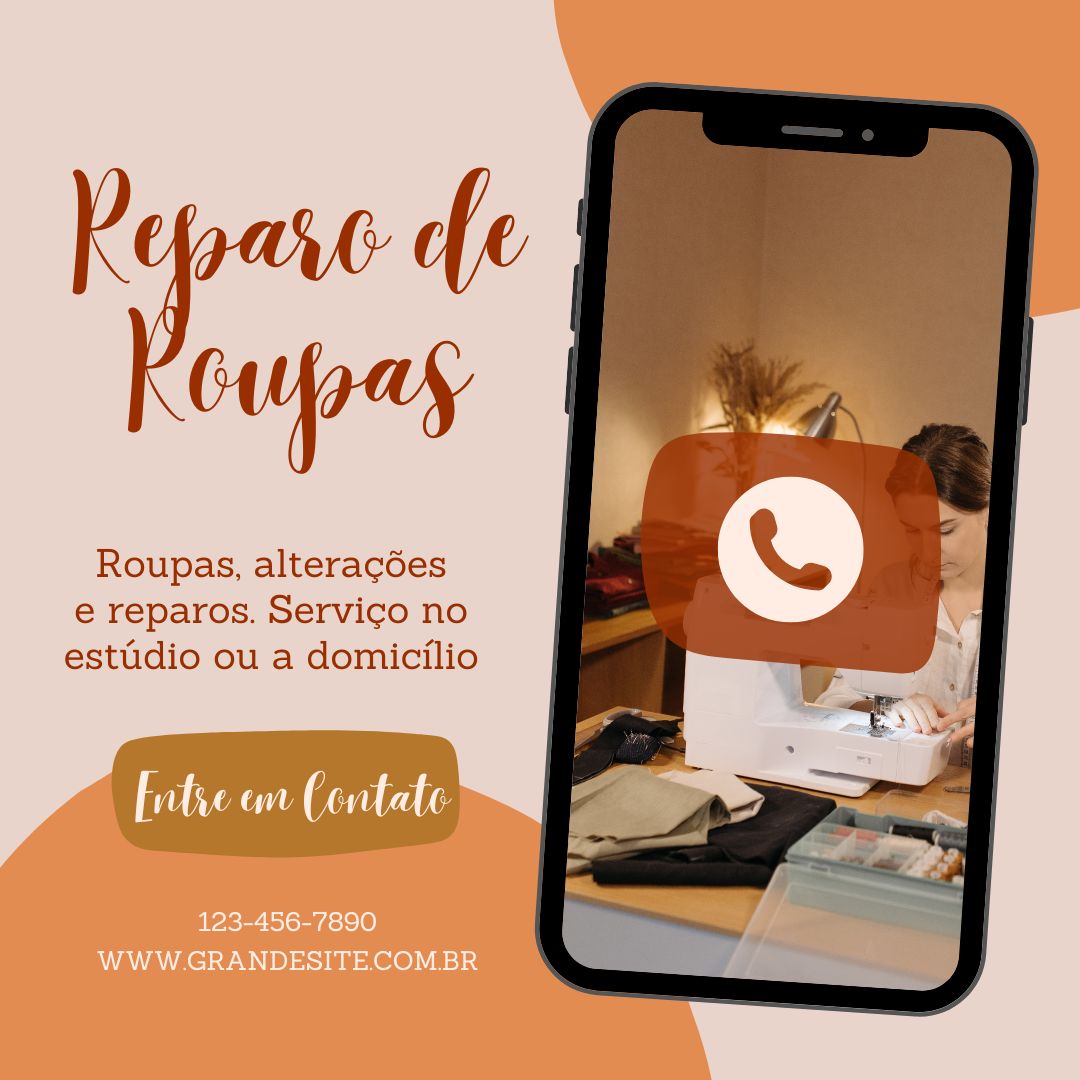 Reparo de
Roupas
Roupas, alterações
e reparos. Serviço no
estúdio ou a domicílio
Entre em Contato
123-456-7890
WWW.GRANDESITE.COM.BR